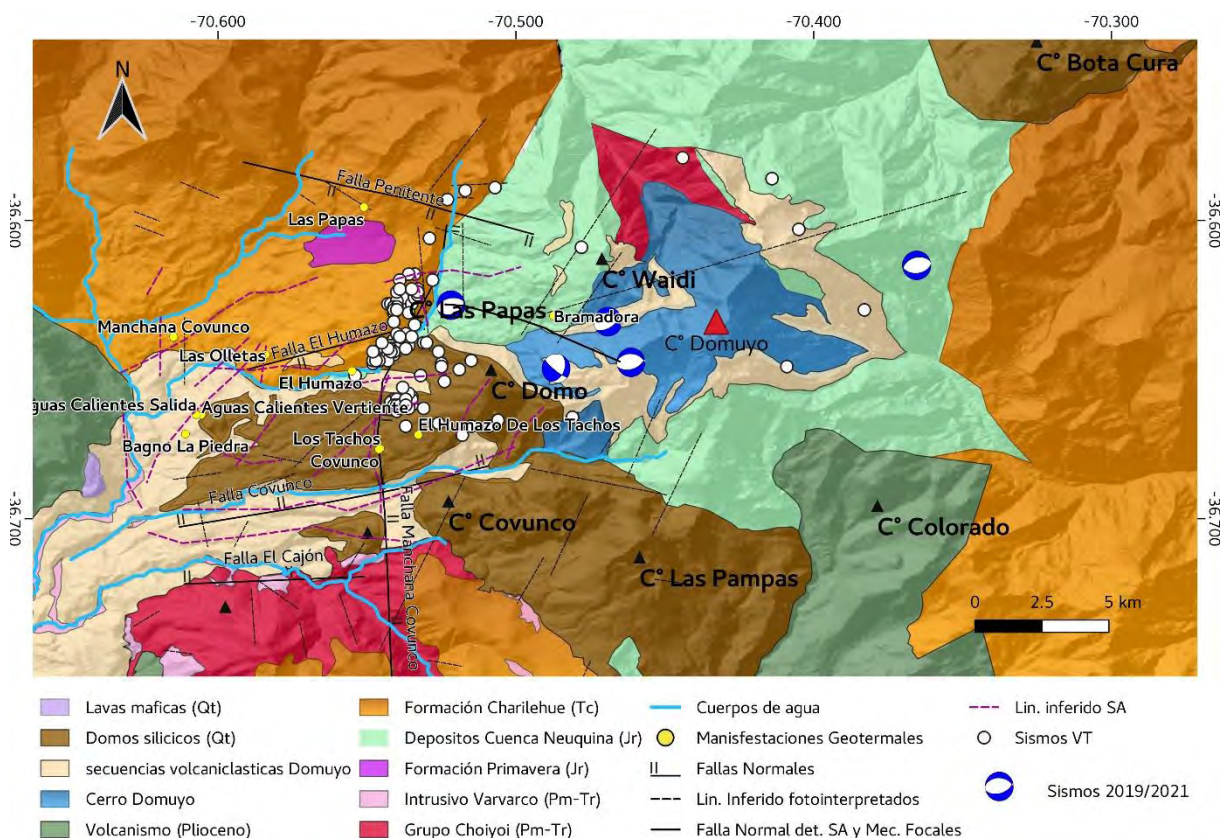 -70.600
-70.500
-70.400
-70.300
N
C° Bota Cura
Falla Penitente
Las Papas
-36.600
-36.600
C° Waidi
Manchana Covunco
C° Las Papas
Bramadora
Falla El Humazo
Las Olletas
C° Domuyo
El Humazo
C° Domo
guas Calientes Salida
Aguas Calientes Vertiente
El Humazo De Los Tachos
Bagno La Piedra
Los Tachos
Covunco
Falla Covunco
C° Covunco
C° Colorado
-36.700
-36.700
Falla Manchana Covunco
Falla El Cajón
C° Las Pampas
0 2.5 5 km
Lavas maficas (Qt)
Formación Charilehue (Tc)
Cuerpos de agua
Lin. inferido SA
Domos silicicos (Qt)
Depositos Cuenca Neuquina (Jr)
Manisfestaciones Geotermales
Sismos VT
secuencias volcaniclasticas Domuyo
Formación Primavera (Jr)
Fallas Normales
Cerro Domuyo
Intrusivo Varvarco (Pm-Tr)
Lin. Inferido fotointerpretados
Sismos 2019/2021
Volcanismo (Plioceno)
Grupo Choiyoi (Pm-Tr)
Falla Normal det. SA y Mec. Focales